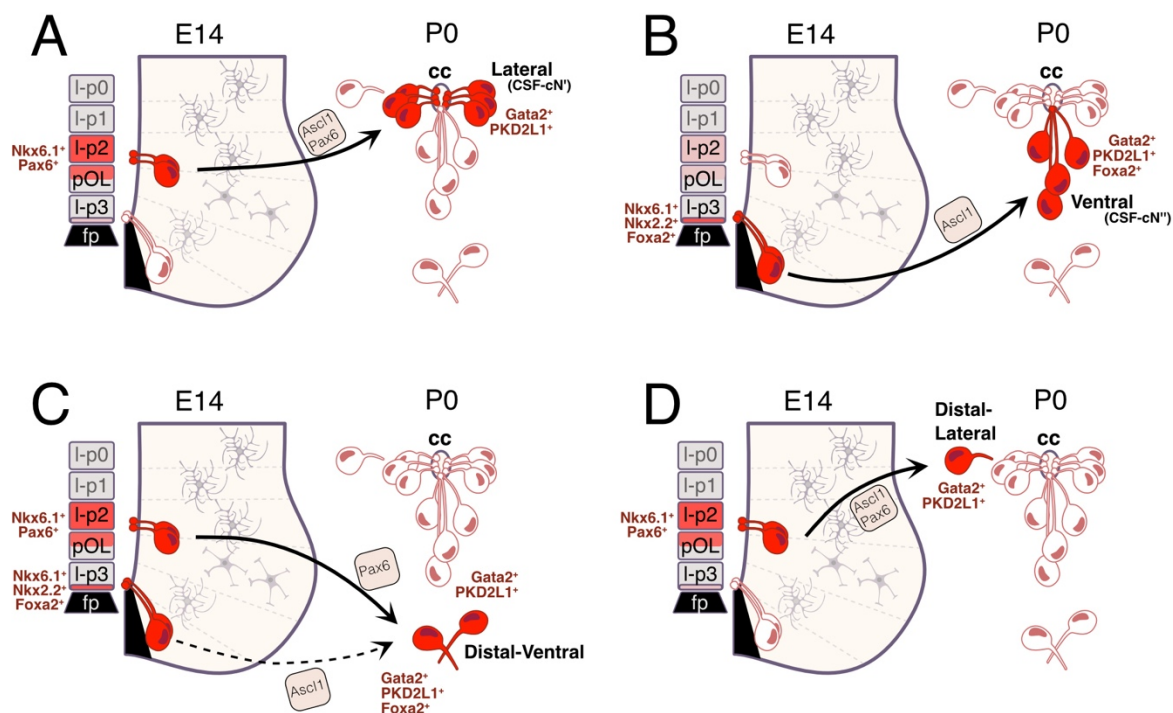 A
E14
P0
l-p0
l-p1
l-p2
pOL
l-p3
fp
Nkx6.1⁺
Pax6⁺
Ascl1
Pax6
cc
Lateral
(CSF-cN')
Gata2⁺
PKD2L1⁺
B
E14
P0
l-p0
l-p1
l-p2
pOL
l-p3
fp
Nkx6.1⁺
Nkx2.2⁺
Foxa2⁺
Ascl1
cc
Gata2⁺
PKD2L1⁺
Foxa2⁺
Ventral
(CSF-cN'')
C
E14
P0
l-p0
l-p1
l-p2
pOL
l-p3
fp
Nkx6.1⁺
Pax6⁺
Nkx6.1⁺
Nkx2.2⁺
Foxa2⁺
Pax6
Ascl1
cc
Gata2⁺
PKD2L1⁺
Distal-Ventral
Gata2⁺
PKD2L1⁺
Foxa2⁺
D
E14
P0
l-p0
l-p1
l-p2
pOL
l-p3
fp
Nkx6.1⁺
Pax6⁺
Ascl1
Pax6
Distal-
Lateral
cc
Gata2⁺
PKD2L1⁺